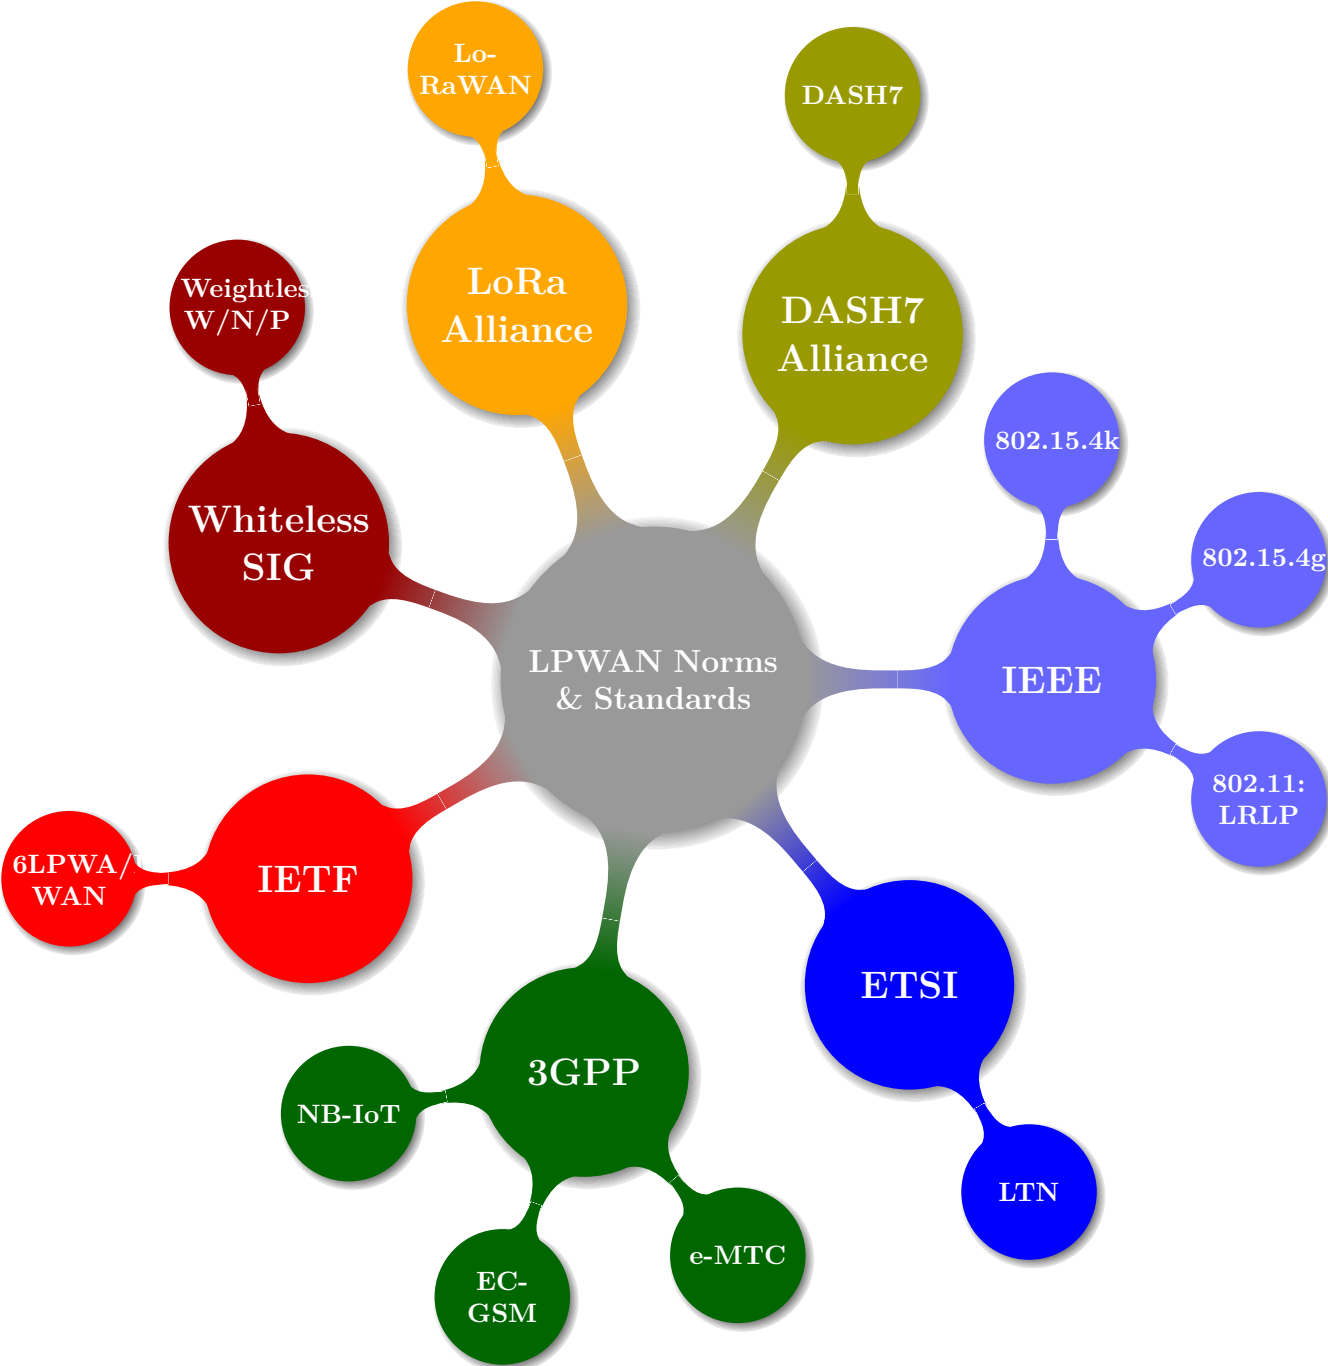 Lo-
RaWAN
DASH7
LoRa
Alliance
DASH7
Alliance
Weightles
W/N/P
802.15.4k
Whiteless
SIG
802.15.4g
LPWAN Norms
& Standards
IEEE
802.11:
LRLP
6LPWA/
WAN
IETF
ETSI
3GPP
NB-IoT
LTN
e-MTC
EC-
GSM